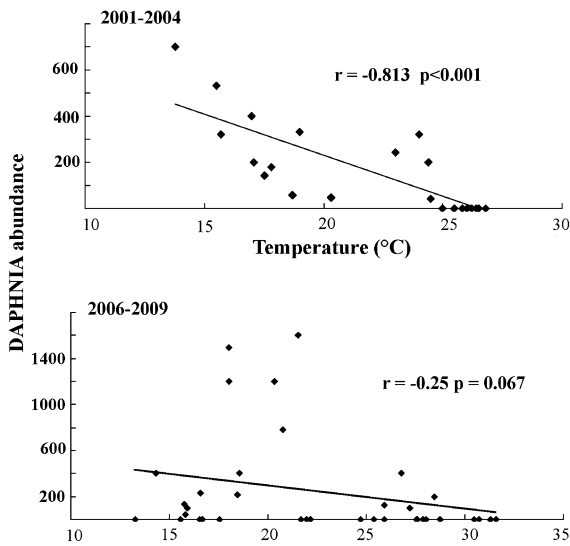 2001-2004
r = -0.813 p<0.001
600
400
200
10 15 20 25 30
Temperature (°C)
DAPHNIA abundance
2006-2009
r = -0.25 p = 0.067
1400
1000
600
200
10 15 20 25 30 35